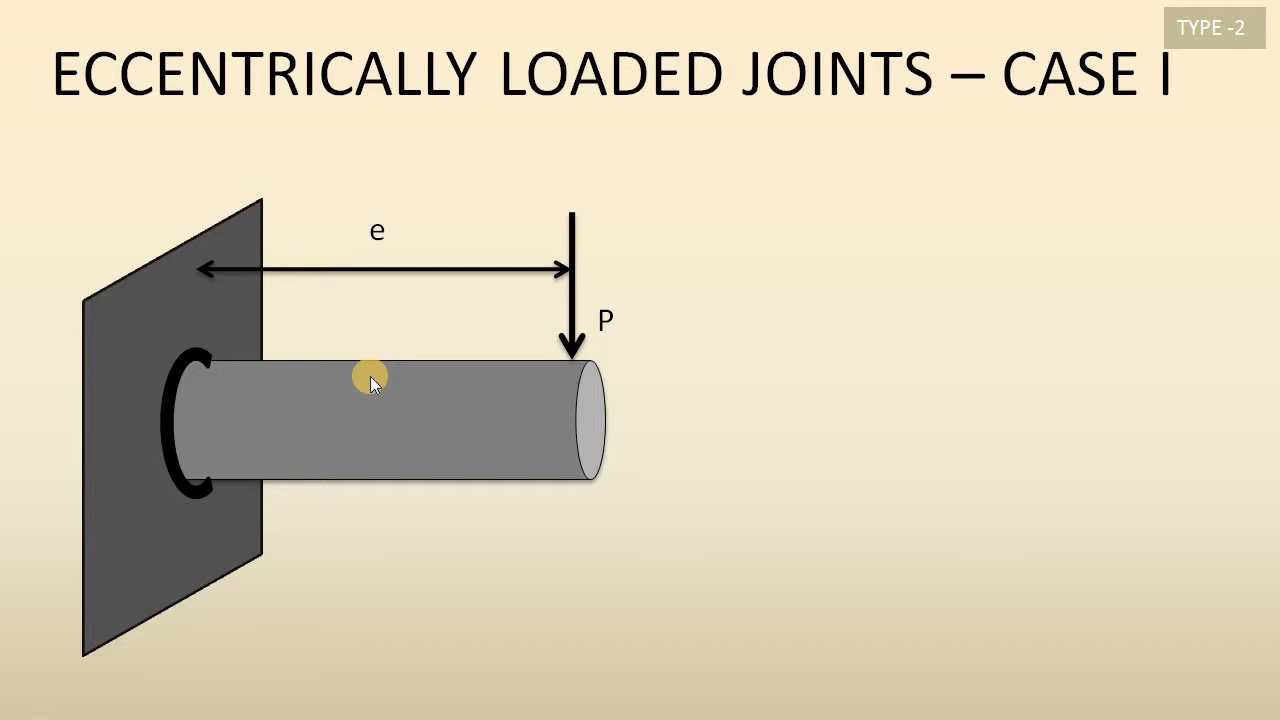 TYPE -2
ECCENTRICALLY LOADED JOINTS – CASE I
e
P